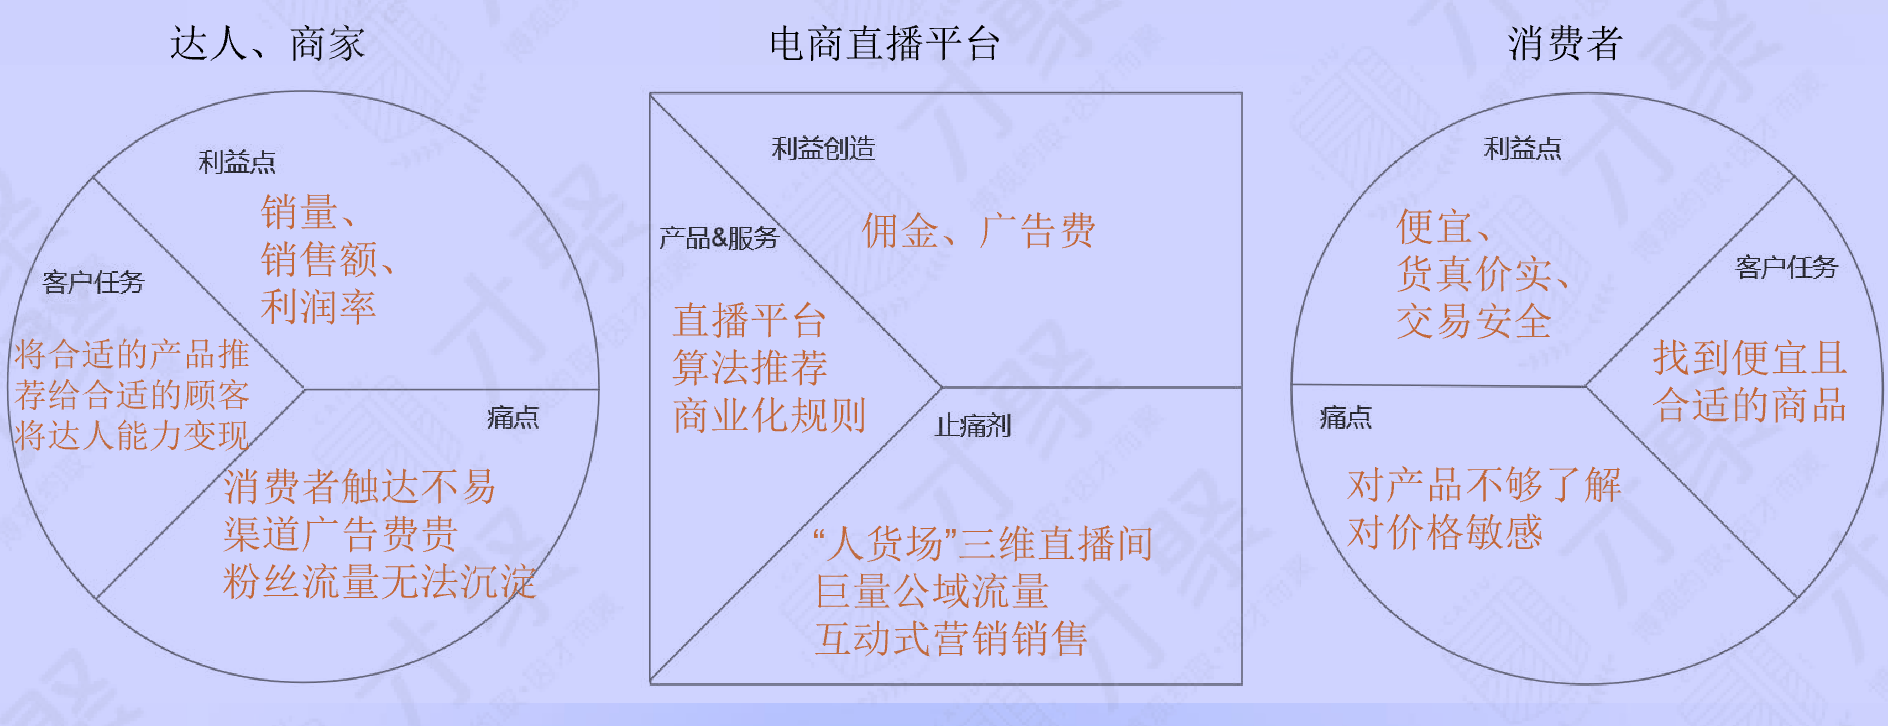 达人、商家
利益点
销量、
销售额、
利润率
客户任务
将合适的产品推
荐给合适的顾客
将达人能力变现
痛点
消费者触达不易
渠道广告费贵
粉丝流量无法沉淀
电商直播平台
利益创造
佣金、广告费
产品&服务
直播平台
算法推荐
商业化规则
止痛剂
“人货场”三维直播间
巨量公域流量
互动式营销销售
消费者
利益点
便宜、
货真价实、
交易安全
客户任务
找到便宜且
合适的商品
痛点
对产品不够了解
对价格敏感